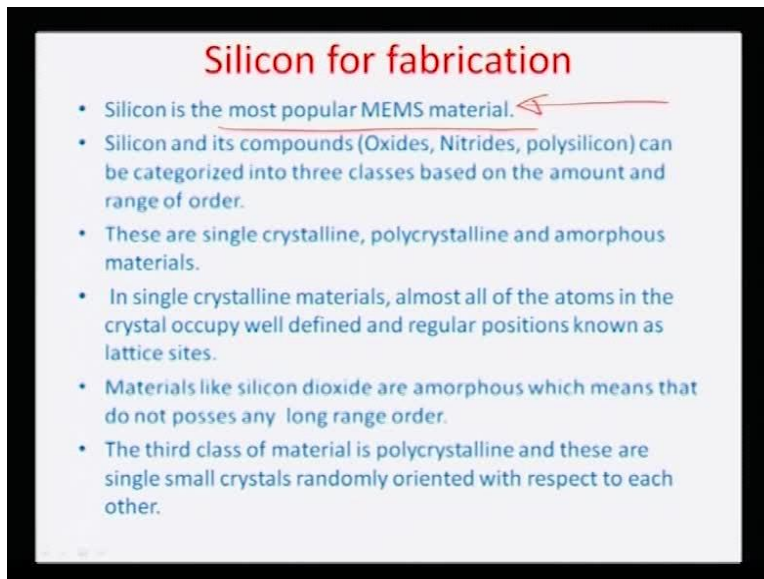 Silicon for fabrication
• Silicon is the most popular MEMS material.
• Silicon and its compounds (Oxides, Nitrides, polysilicon) can
be categorized into three classes based on the amount and
range of order.
• These are single crystalline, polycrystalline and amorphous
materials.
• In single crystalline materials, almost all of the atoms in the
crystal occupy well defined and regular positions known as
lattice sites.
• Materials like silicon dioxide are amorphous which means that
do not posses any long range order.
• The third class of material is polycrystalline and these are
single small crystals randomly oriented with respect to each
other.